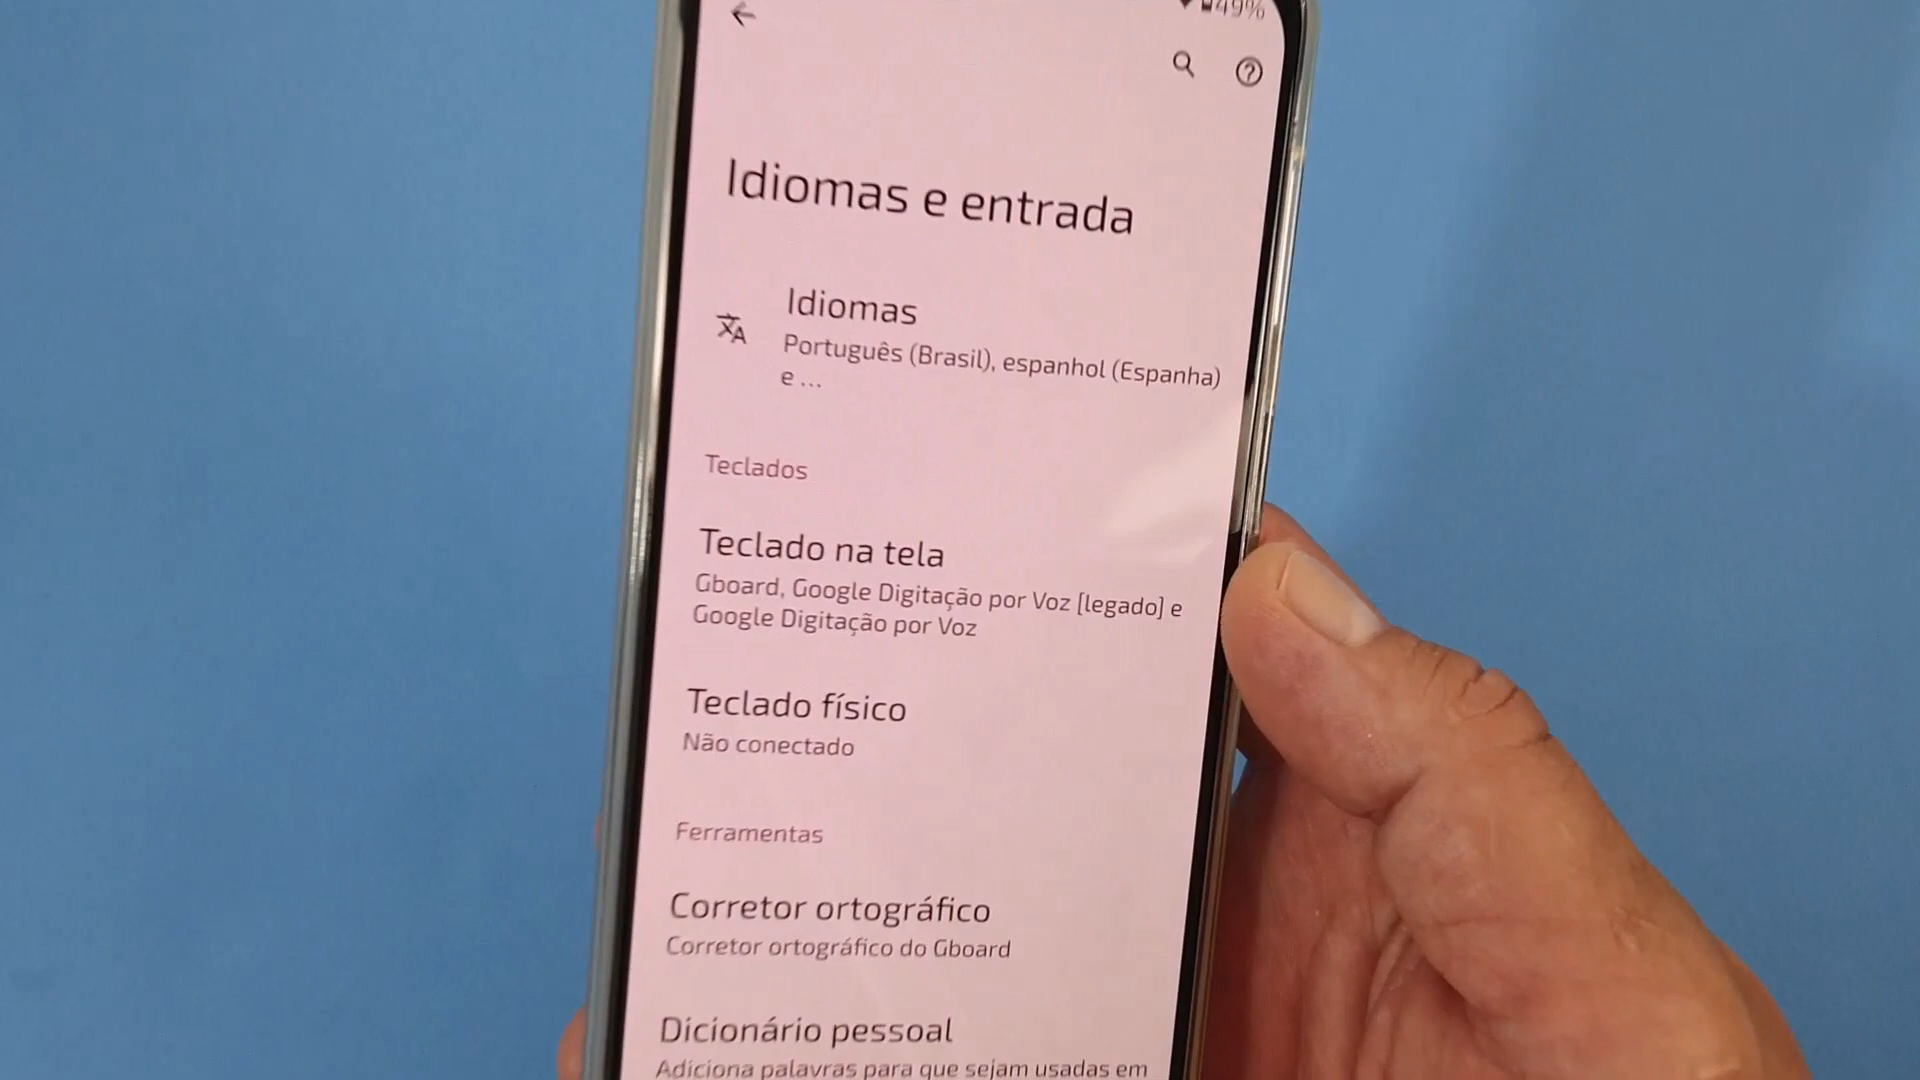 49%
Idiomas e entrada
Idiomas
Português (Brasil), espanhol (Espanha)
e ...
Teclados
Teclado na tela
Gboard, Google Digitação por Voz [legado] e
Google Digitação por Voz
Teclado físico
Não conectado
Ferramentas
Corretor ortográfico
Corretor ortográfico do Gboard
Dicionário pessoal
Adiciona palavras para que sejam usadas em